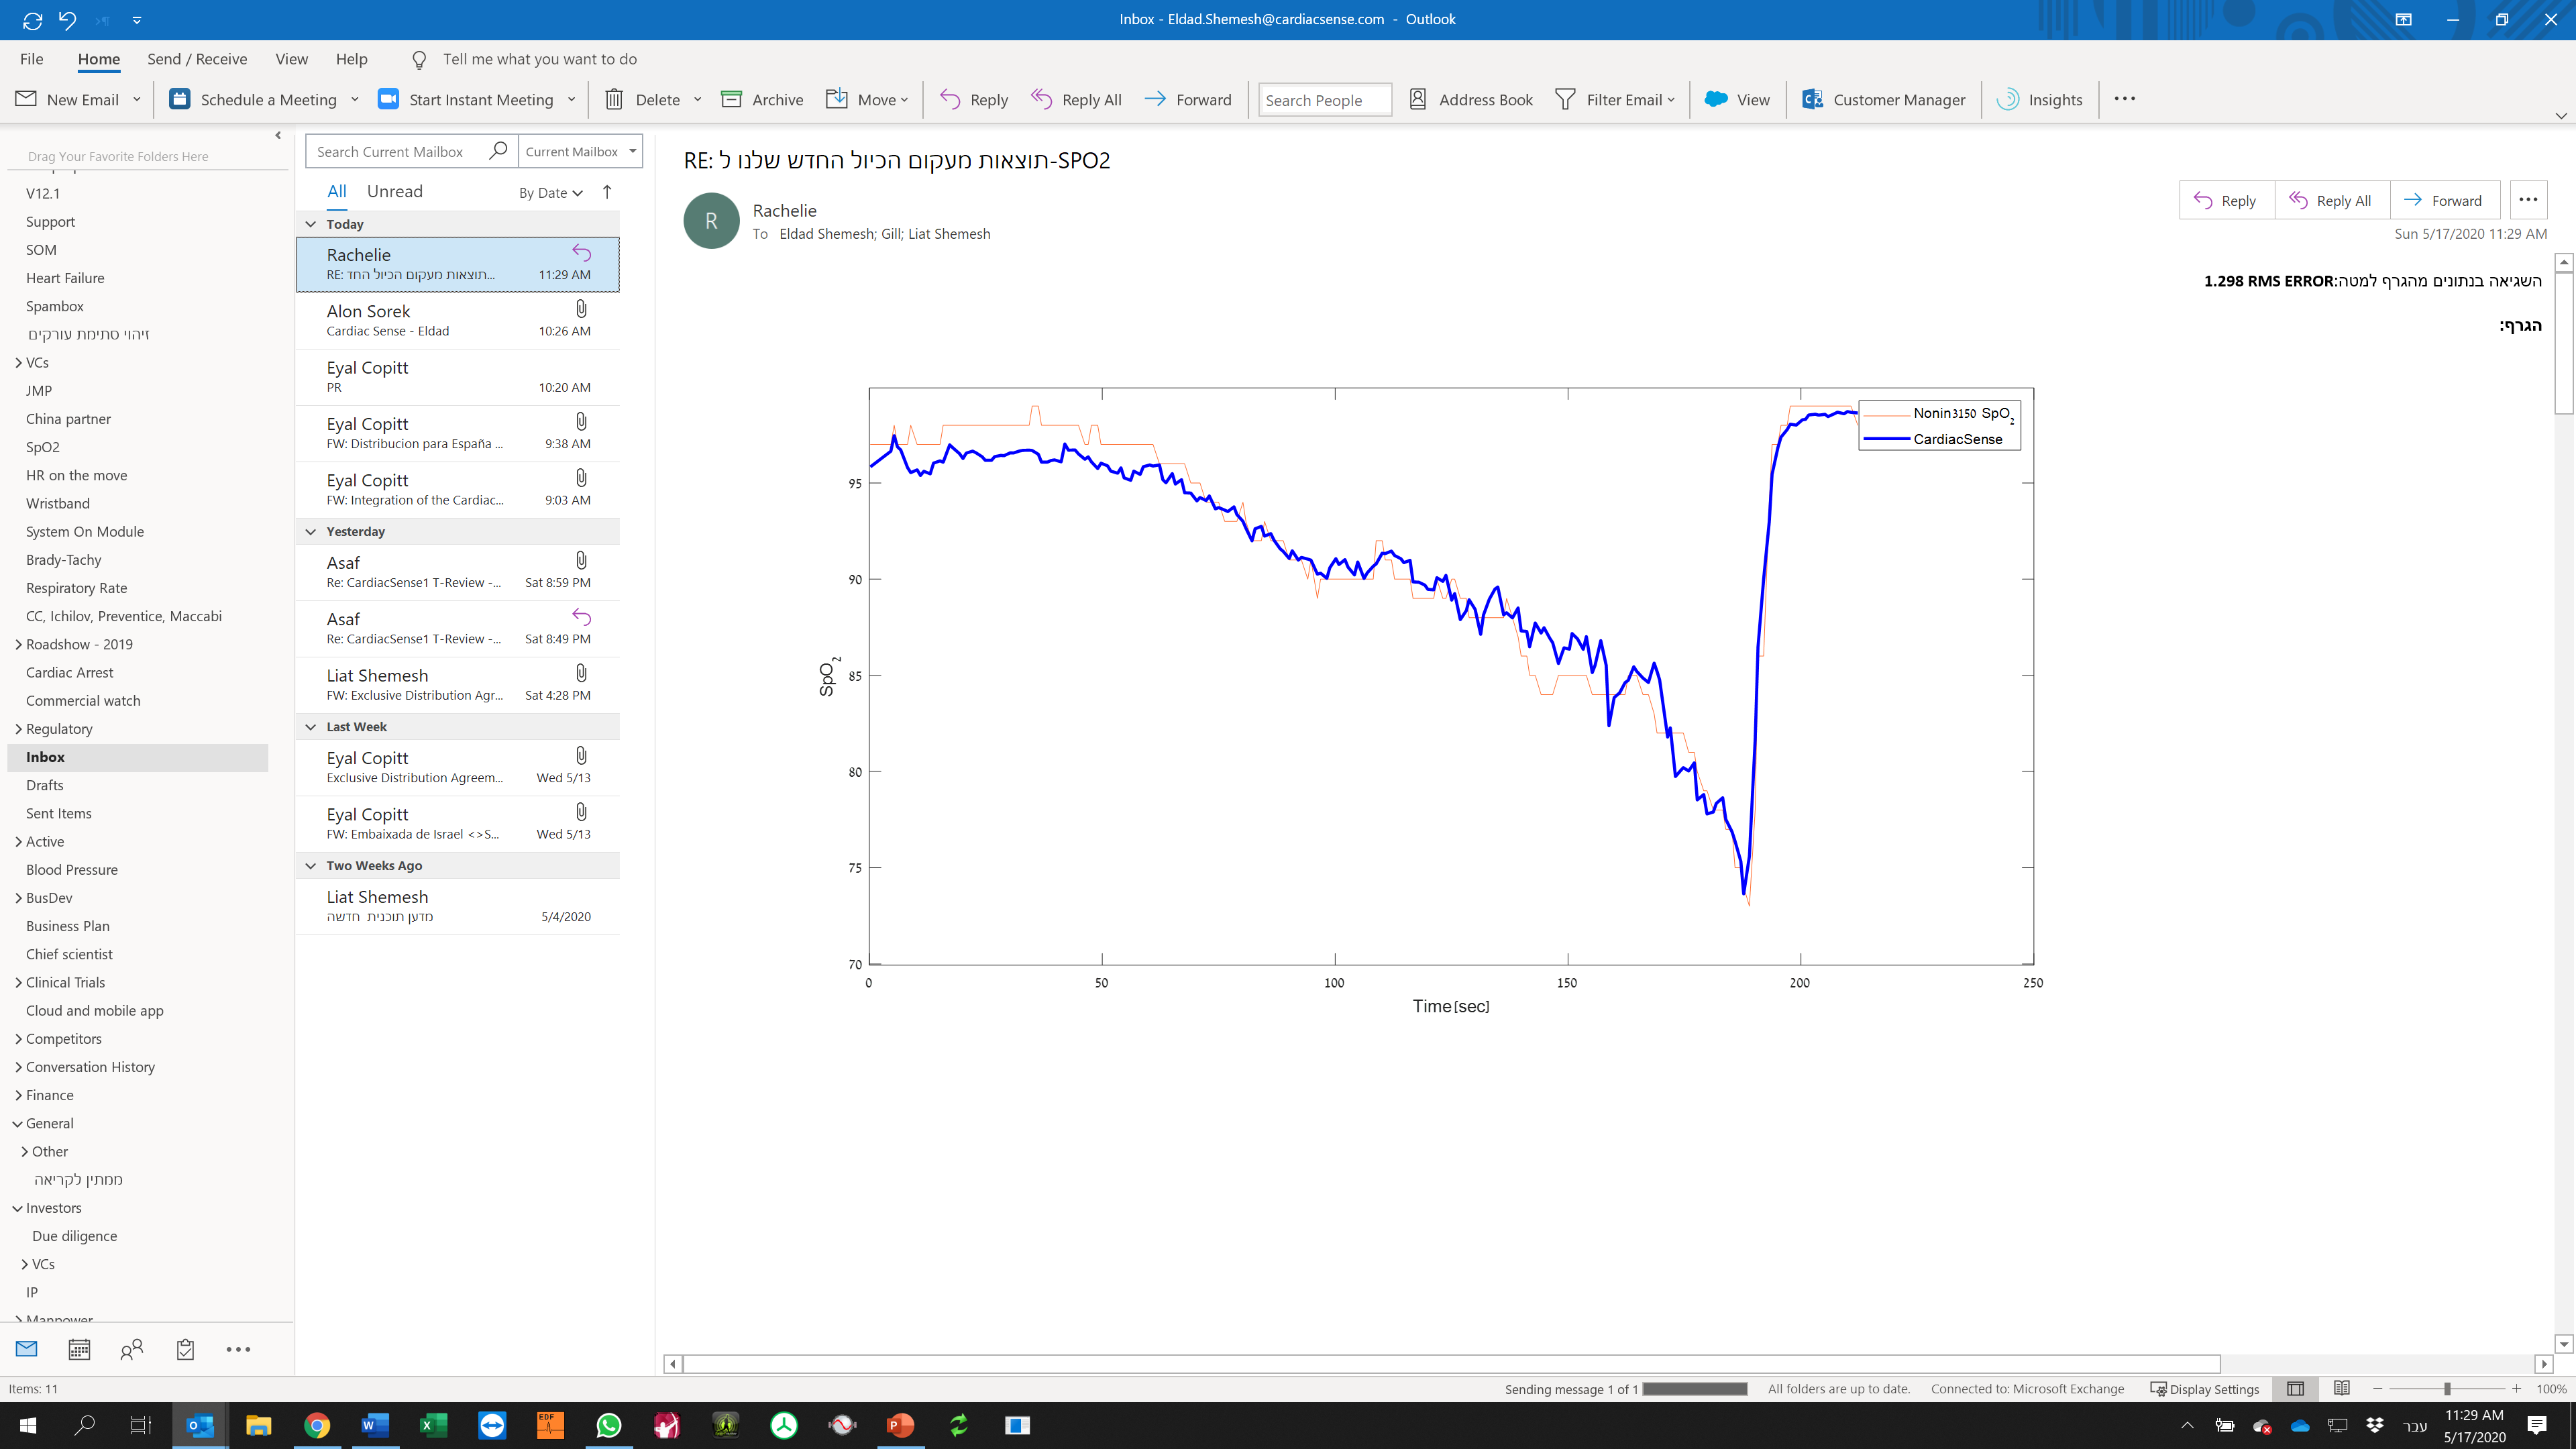 Inbox - Eldad.Shemesh@cardiacsense.com - Outlook
File Home Send / Receive View Help Tell me what you want to do
New Email Schedule a Meeting Start Instant Meeting Delete Archive Move Reply Reply All Forward Search People Address Book Filter Email View Customer Manager Insights
Drag Your Favorite Folders Here
V12.1
Support
SOM
Heart Failure
Spambox
זיהוי סתימת עורקים
VCs
JMP
China partner
SpO2
HR on the move
Wristband
System On Module
Brady-Tachy
Respiratory Rate
CC, Ichilov, Preventice, Maccabi
Roadshow - 2019
Cardiac Arrest
Commercial watch
Regulatory
Inbox
Drafts
Sent Items
Active
Blood Pressure
BusDev
Business Plan
Chief scientist
Clinical Trials
Cloud and mobile app
Competitors
Conversation History
Finance
General
Other
ממתין לקריאה
Investors
Due diligence
VCs
IP
Manpower
Search Current Mailbox Current Mailbox
All Unread By Date
Today
Rachelie
RE: תוצאות מעקום הכיול החד... 11:29 AM
Alon Sorek
Cardiac Sense - Eldad 10:26 AM
Eyal Copitt
PR 10:20 AM
Eyal Copitt
FW: Distribucion para España ... 9:38 AM
Eyal Copitt
FW: Integration of the Cardiac... 9:03 AM
Yesterday
Asaf
Re: CardiacSense1 T-Review -... Sat 8:59 PM
Asaf
Re: CardiacSense1 T-Review -... Sat 8:49 PM
Liat Shemesh
FW: Exclusive Distribution Agr... Sat 4:28 PM
Last Week
Eyal Copitt
Exclusive Distribution Agreem... Wed 5/13
Eyal Copitt
FW: Embaixada de Israel <>S... Wed 5/13
Two Weeks Ago
Liat Shemesh
מדען תוכנית חדשה 5/4/2020
RE: תוצאות מעקום הכיול החדש שלנו ל-SPO2
R
Rachelie
To Eldad Shemesh; Gill; Liat Shemesh
Reply Reply All Forward
Sun 5/17/2020 11:29 AM
השגיאה בנתונים מהגרף למטה:1.298 RMS ERROR
הגרף:
Nonin3150 SpO2
CardiacSense
SpO2
95
90
85
80
75
70
0 50 100 150 200 250
Time[sec]
Items: 11 Sending message 1 of 1 All folders are up to date. Connected to: Microsoft Exchange Display Settings 100%
EDF
עבר
11:29 AM
5/17/2020